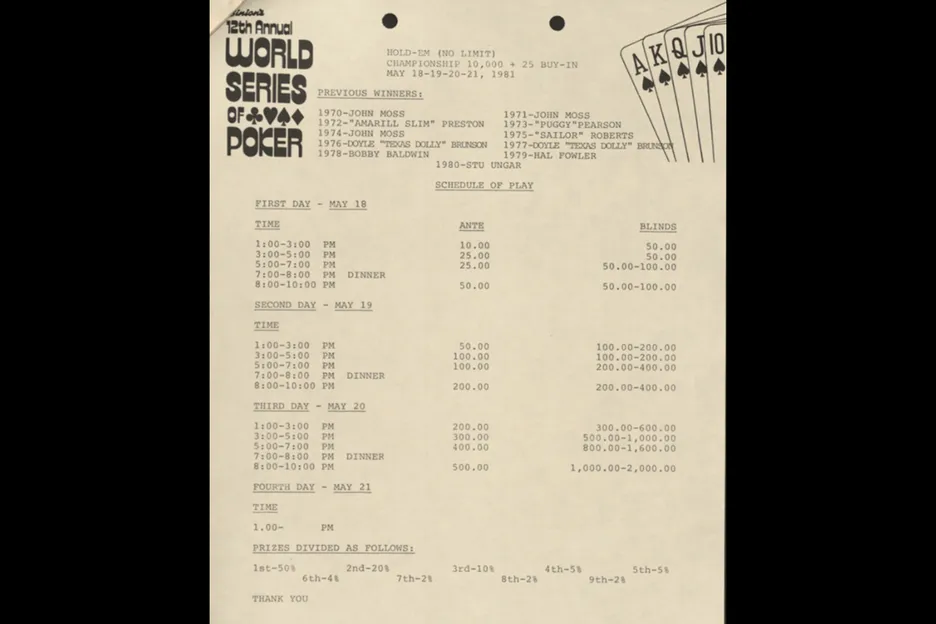 Binion's
12th Annual
WORLD
SERIES
OF
POKER
A K Q J 10
HOLD-EM (NO LIMIT)
CHAMPIONSHIP 10,000 + 25 BUY-IN
MAY 18-19-20-21, 1981
PREVIOUS WINNERS:
1970-JOHN MOSS 1971-JOHN MOSS
1972-"AMARILL SLIM" PRESTON 1973-"PUGGY"PEARSON
1974-JOHN MOSS 1975-"SAILOR" ROBERTS
1976-DOYLE "TEXAS DOLLY" BRUNSON 1977-DOYLE "TEXAS DOLLY" BRUNSON
1978-BOBBY BALDWIN 1979-HAL FOWLER
1980-STU UNGAR
SCHEDULE OF PLAY
FIRST DAY - MAY 18
TIME ANTE BLINDS
1:00-3:00 PM 10.00 50.00
3:00-5:00 PM 25.00 50.00
5:00-7:00 PM 25.00 50.00-100.00
7:00-8:00 PM DINNER
8:00-10:00 PM 50.00 50.00-100.00
SECOND DAY - MAY 19
TIME
1:00-3:00 PM 50.00 100.00-200.00
3:00-5:00 PM 100.00 100.00-200.00
5:00-7:00 PM 100.00 200.00-400.00
7:00-8:00 PM DINNER
8:00-10:00 PM 200.00 200.00-400.00
THIRD DAY - MAY 20
1:00-3:00 PM 200.00 300.00-600.00
3:00-5:00 PM 300.00 500.00-1,000.00
5:00-7:00 PM 400.00 800.00-1,600.00
7:00-8:00 PM DINNER
8:00-10:00 PM 500.00 1,000.00-2,000.00
FOURTH DAY - MAY 21
TIME
1.00- PM
PRIZES DIVIDED AS FOLLOWS:
1st-50% 2nd-20% 3rd-10% 4th-5% 5th-5%
6th-4% 7th-2% 8th-2% 9th-2%
THANK YOU